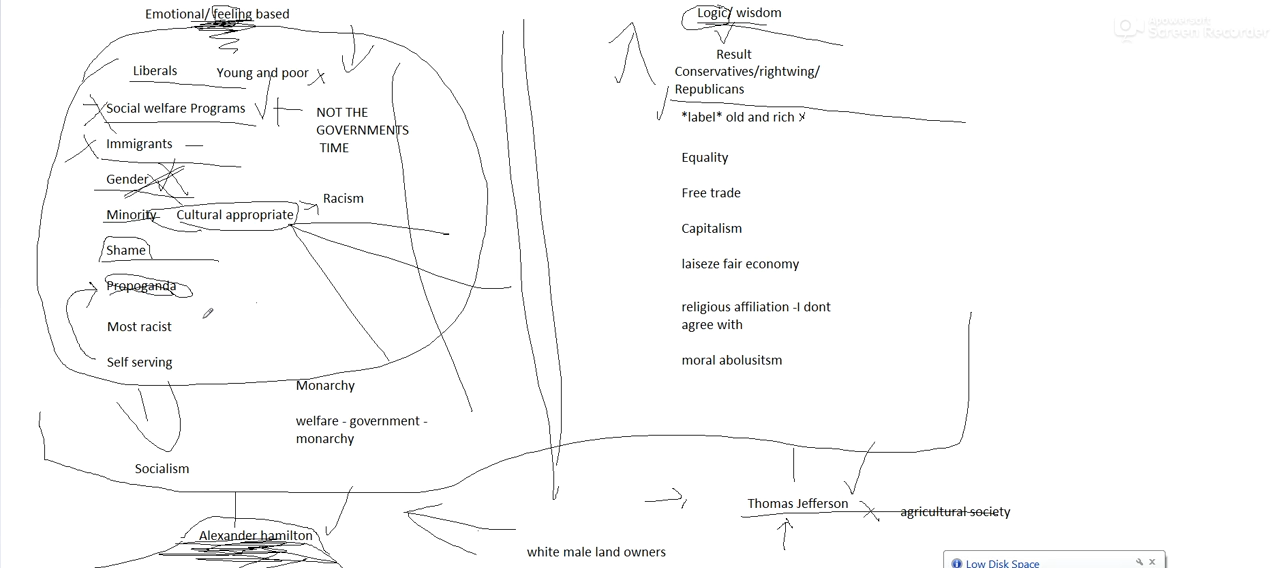 Emotional/ feeling based
Liberals
Young and poor x
Social welfare Programs
NOT THE
GOVERNMENTS
TIME
Immigrants
Gender
Minority
Cultural appropriate
Racism
Shame
Propoganda
Most racist
Self serving
Monarchy
welfare - government -
monarchy
Socialism
Alexander hamilton
white male land owners
Logic/ wisdom
Result
Conservatives/rightwing/
Republicans
*label* old and rich x
Equality
Free trade
Capitalism
laiseze fair economy
religious affiliation -I dont
agree with
moral abolusitsm
Thomas Jefferson
agricultural society
Apowersoft
Screen Recorder
Low Disk Space